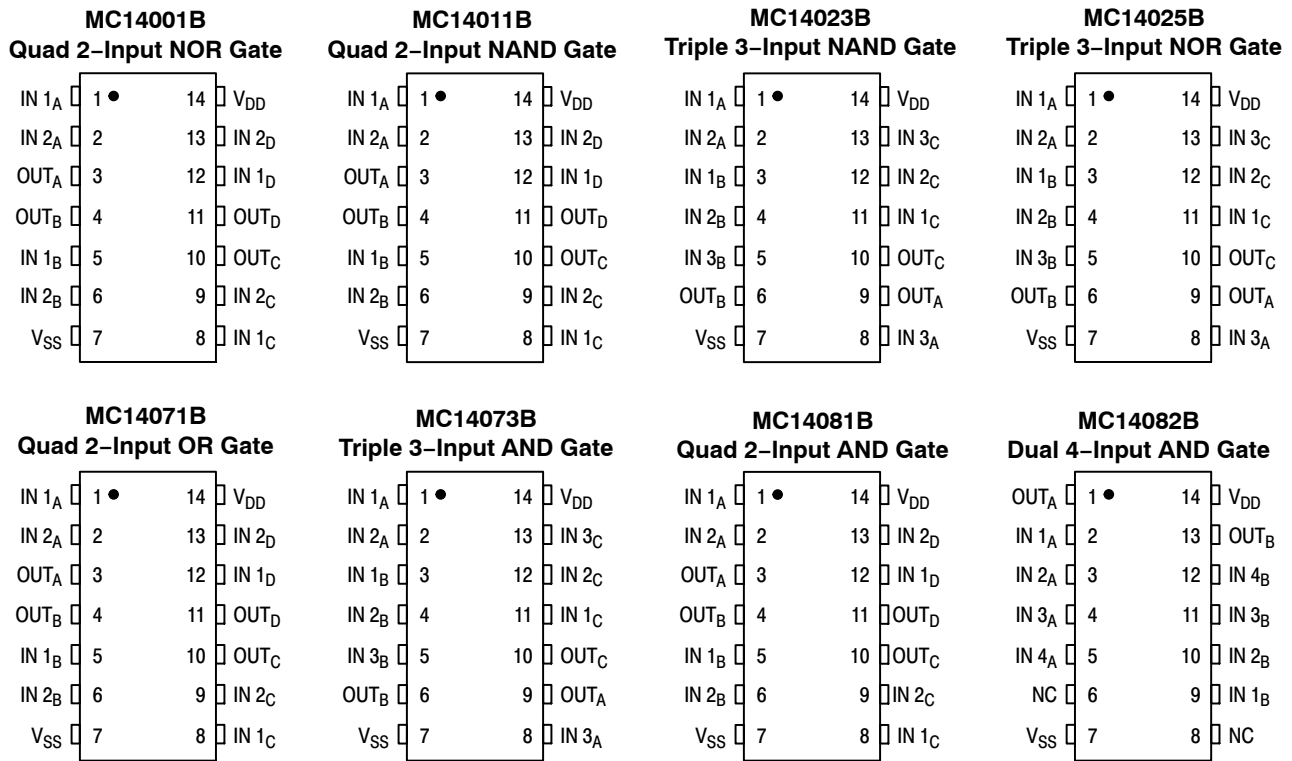 MC14001B
Quad 2–Input NOR Gate
IN 1A 1 14 VDD
IN 2A 2 13 IN 2D
OUTA 3 12 IN 1D
OUTB 4 11 OUTD
IN 1B 5 10 OUTC
IN 2B 6 9 IN 2C
VSS 7 8 IN 1C
MC14011B
Quad 2–Input NAND Gate
IN 1A 1 14 VDD
IN 2A 2 13 IN 2D
OUTA 3 12 IN 1D
OUTB 4 11 OUTD
IN 1B 5 10 OUTC
IN 2B 6 9 IN 2C
VSS 7 8 IN 1C
MC14023B
Triple 3–Input NAND Gate
IN 1A 1 14 VDD
IN 2A 2 13 IN 3C
IN 1B 3 12 IN 2C
IN 2B 4 11 IN 1C
IN 3B 5 10 OUTC
OUTB 6 9 OUTA
VSS 7 8 IN 3A
MC14025B
Triple 3–Input NOR Gate
IN 1A 1 14 VDD
IN 2A 2 13 IN 3C
IN 1B 3 12 IN 2C
IN 2B 4 11 IN 1C
IN 3B 5 10 OUTC
OUTB 6 9 OUTA
VSS 7 8 IN 3A
MC14071B
Quad 2–Input OR Gate
IN 1A 1 14 VDD
IN 2A 2 13 IN 2D
OUTA 3 12 IN 1D
OUTB 4 11 OUTD
IN 1B 5 10 OUTC
IN 2B 6 9 IN 2C
VSS 7 8 IN 1C
MC14073B
Triple 3–Input AND Gate
IN 1A 1 14 VDD
IN 2A 2 13 IN 3C
IN 1B 3 12 IN 2C
IN 2B 4 11 IN 1C
IN 3B 5 10 OUTC
OUTB 6 9 OUTA
VSS 7 8 IN 3A
MC14081B
Quad 2–Input AND Gate
IN 1A 1 14 VDD
IN 2A 2 13 IN 2D
OUTA 3 12 IN 1D
OUTB 4 11 OUTD
IN 1B 5 10 OUTC
IN 2B 6 9 IN 2C
VSS 7 8 IN 1C
MC14082B
Dual 4–Input AND Gate
OUTA 1 14 VDD
IN 1A 2 13 OUTB
IN 2A 3 12 IN 4B
IN 3A 4 11 IN 3B
IN 4A 5 10 IN 2B
NC 6 9 IN 1B
VSS 7 8 NC